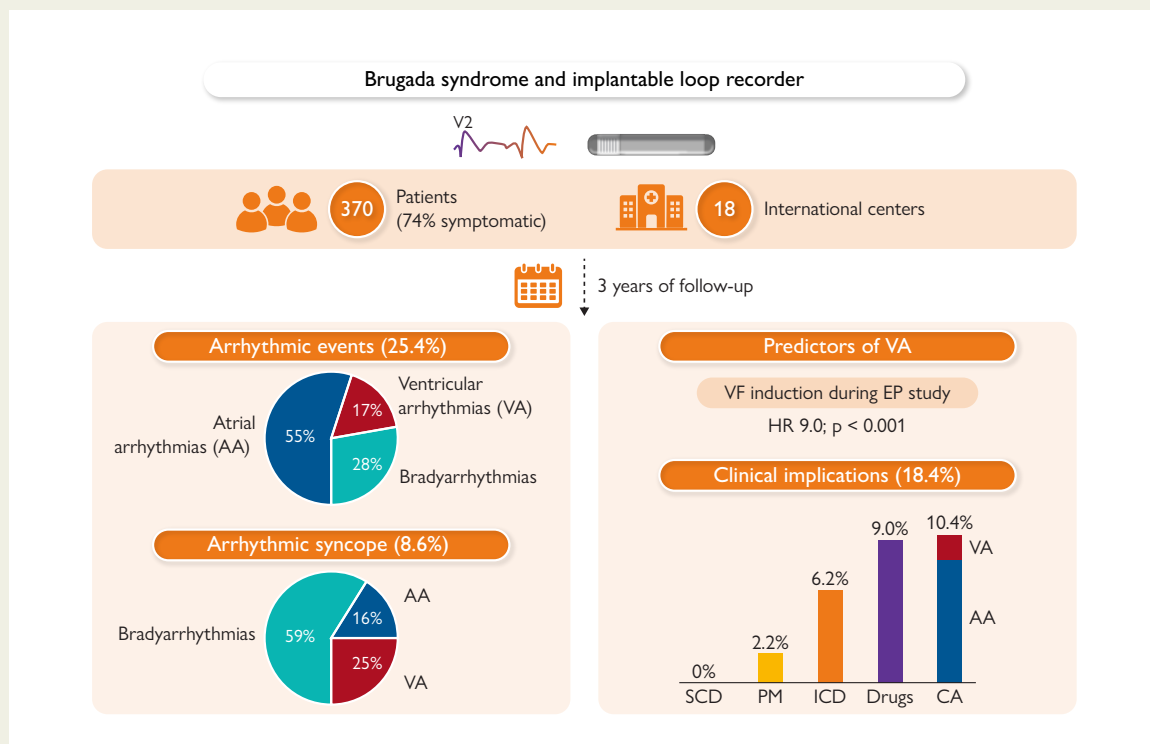 Brugada syndrome and implantable loop recorder
V2
370
Patients
(74% symptomatic)
18
International centers
3 years of follow-up
Arrhythmic events (25.4%)
Ventricular
arrhythmias (VA)
17%
Atrial
arrhythmias (AA)
55%
28%
Bradyarrhythmias
Arrhythmic syncope (8.6%)
AA
16%
Bradyarrhythmias
59%
25%
VA
Predictors of VA
VF induction during EP study
HR 9.0; p < 0.001
Clinical implications (18.4%)
0%
2.2%
6.2%
9.0%
10.4%
VA
AA
SCD
PM
ICD
Drugs
CA